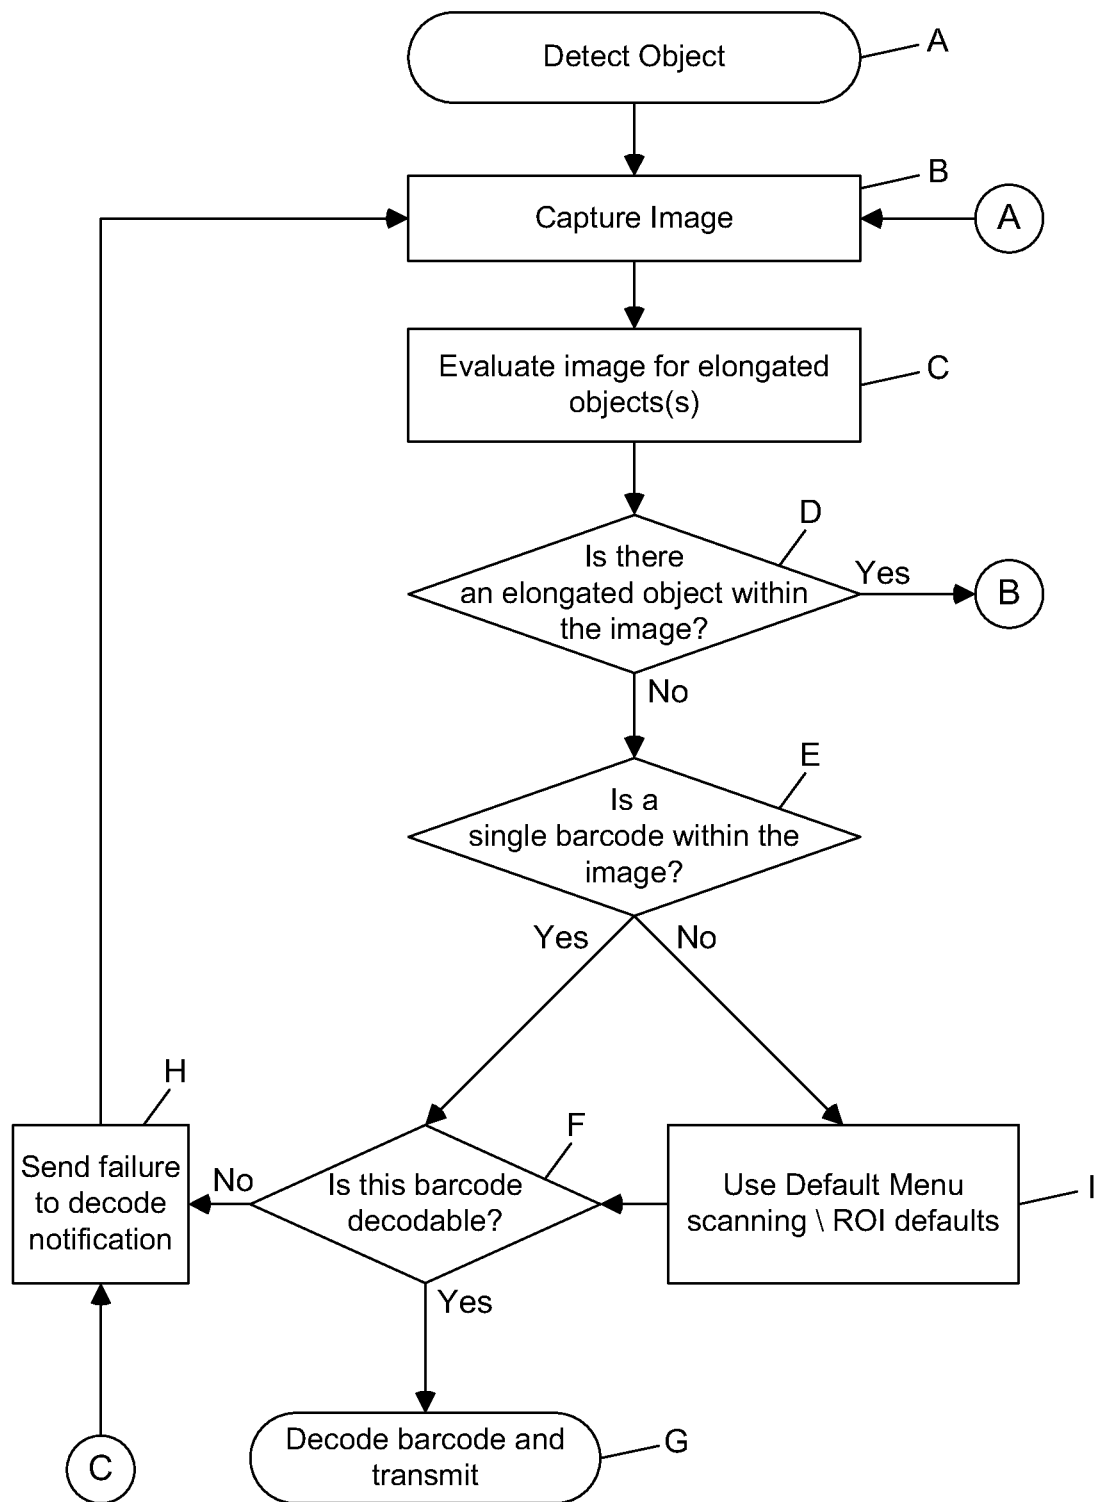 Detect Object
A
B
Capture Image
A
Evaluate image for elongated
objects(s)
C
D
Is there
an elongated object within
the image?
Yes
B
No
E
Is a
single barcode within the
image?
Yes
No
H
Send failure
to decode
notification
No
F
Is this barcode
decodable?
Use Default Menu
scanning \ ROI defaults
I
Yes
C
Decode barcode and
transmit
G